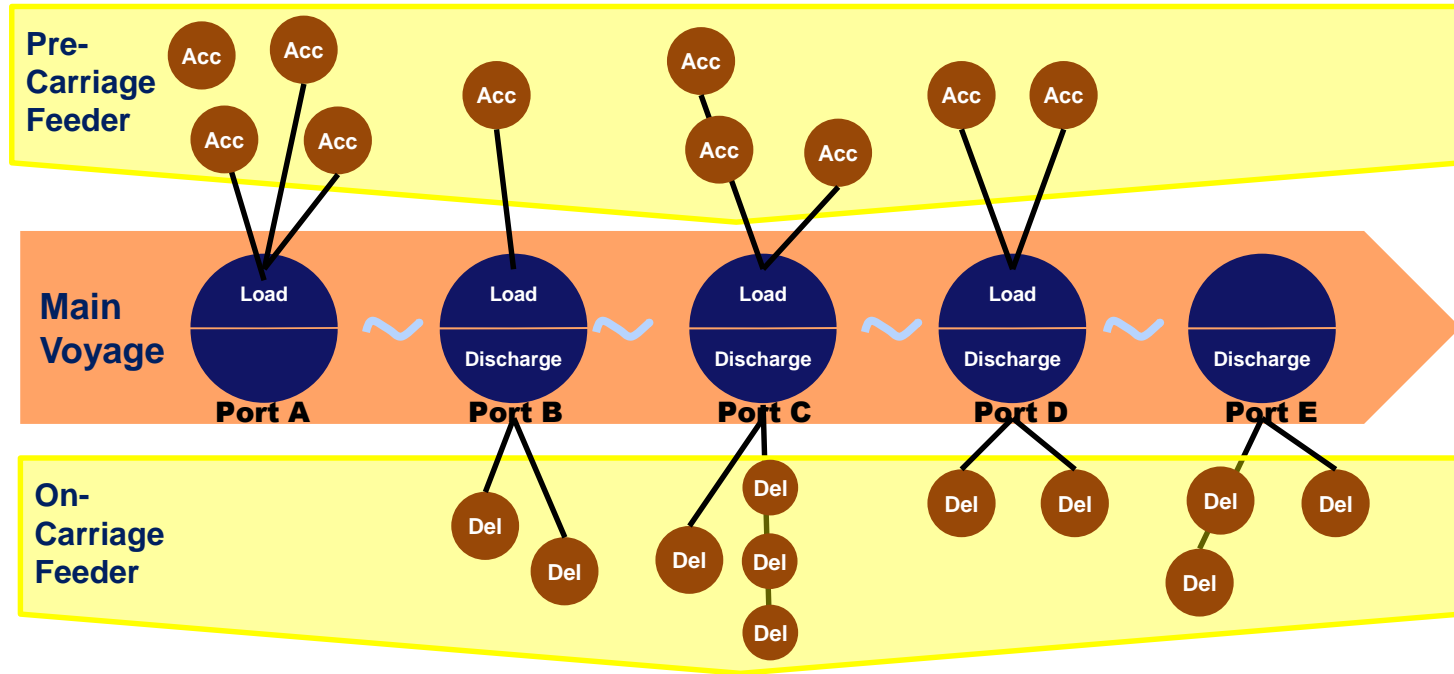 Pre-
Carriage
Feeder
Acc
Acc
Acc
Acc
Acc
Acc
Acc
Acc
Acc
Acc
Main
Voyage
Load
Load
Discharge
Load
Discharge
Load
Discharge
Discharge
Port A
Port B
Port C
Port D
Port E
On-
Carriage
Feeder
Del
Del
Del
Del
Del
Del
Del
Del
Del
Del
Del